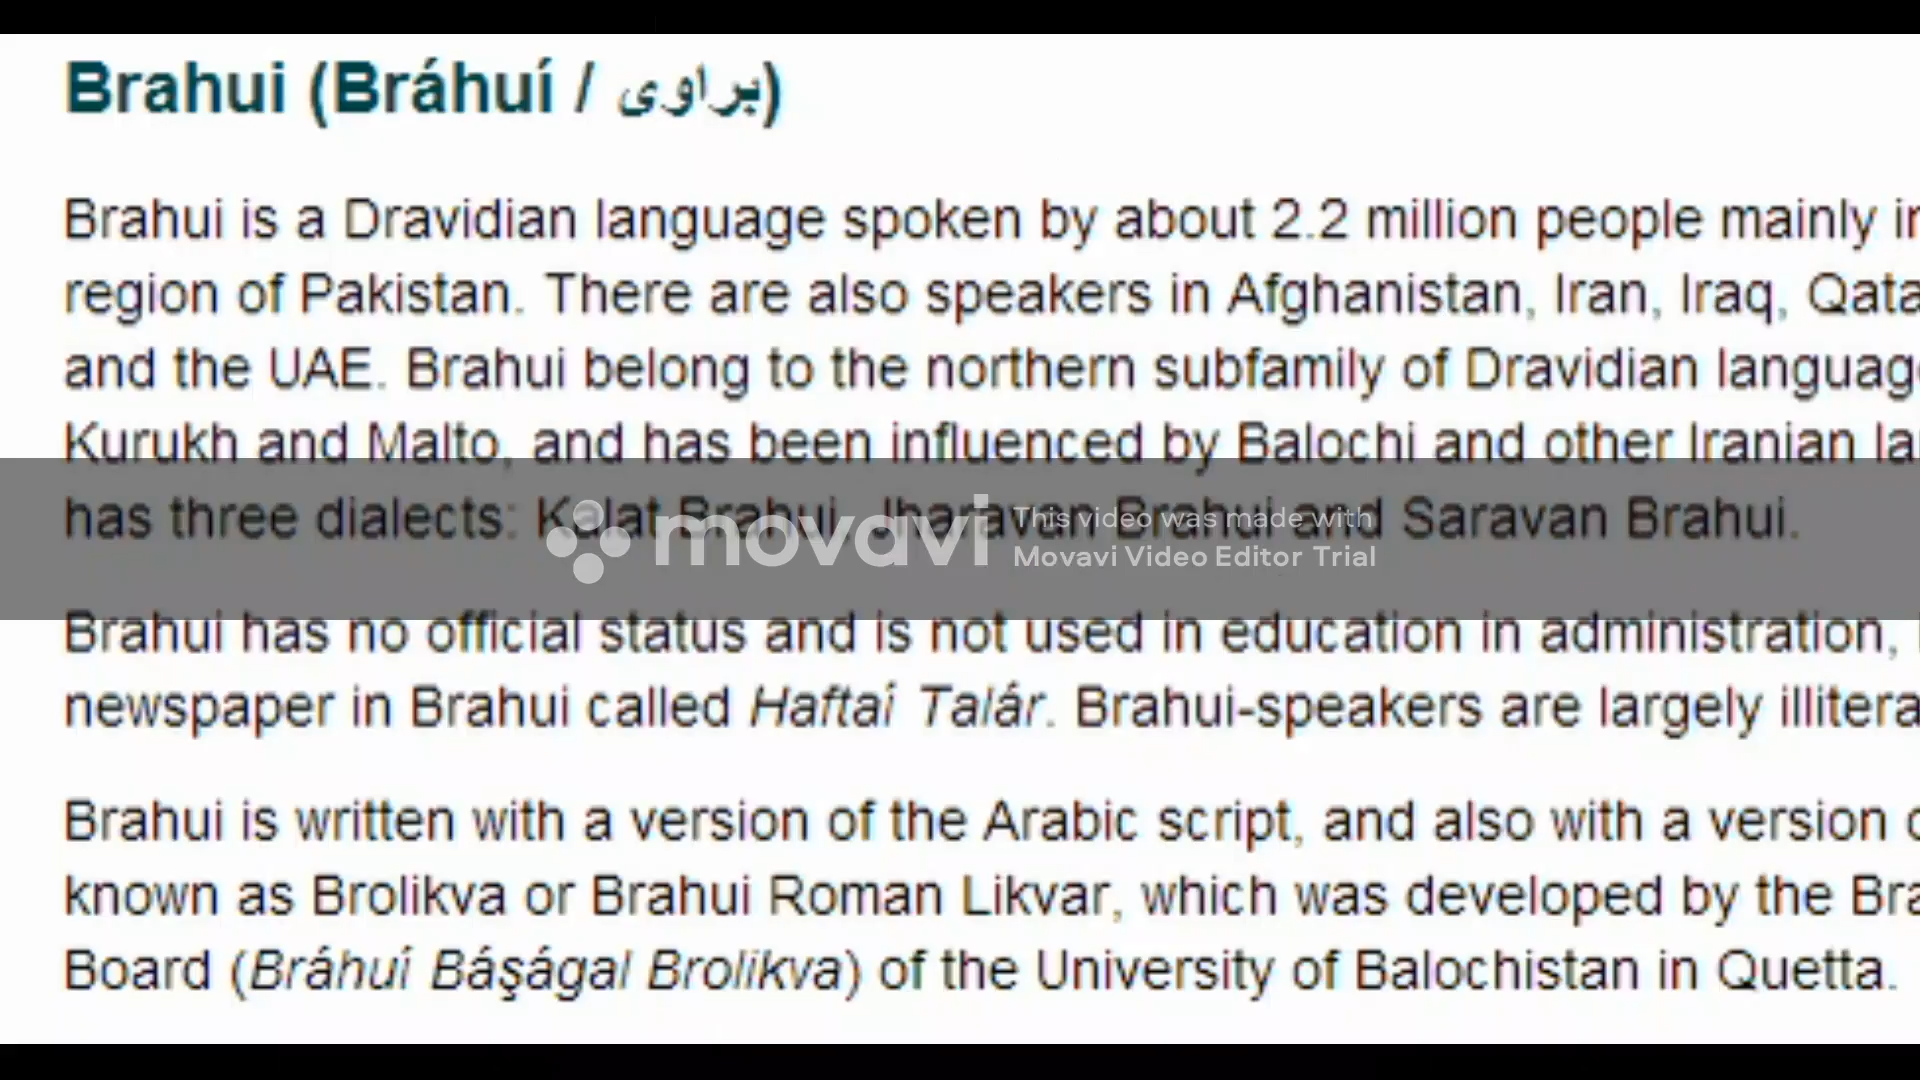 Brahui (Bráhuí / براوی)
Brahui is a Dravidian language spoken by about 2.2 million people mainly in
region of Pakistan. There are also speakers in Afghanistan, Iran, Iraq, Qata
and the UAE. Brahui belong to the northern subfamily of Dravidian language
Kurukh and Malto, and has been influenced by Balochi and other Iranian la
has three dialects: Kalat Brahui, Jharavan Brahui and Saravan Brahui.
movavi
This video was made with
Movavi Video Editor Trial
Brahui has no official status and is not used in education in administration,
newspaper in Brahui called Haftaí Talár. Brahui-speakers are largely illitera
Brahui is written with a version of the Arabic script, and also with a version
known as Brolikva or Brahui Roman Likvar, which was developed by the Bra
Board (Bráhuí Báşágal Brolikva) of the University of Balochistan in Quetta.